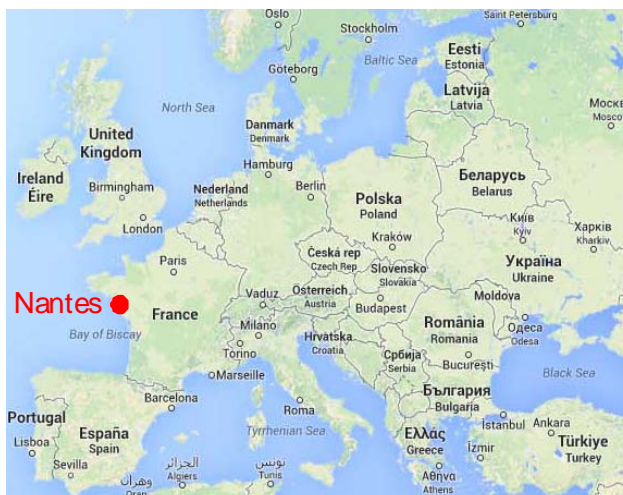 Oslo
Saint Petersburg
Stockholm
Eesti
Estonia
Baltic Sea
Göteborg
Latvija
Latvia
North Sea
Москв
Moscow
Danmark
Denmark
United
Kingdom
Ireland
Éire
Hamburg
Беларусь
Belarus
Birmingham
Nederland
Netherlands
Berlin
Polska
Poland
London
Київ
Kyiv
Харків
Kharkiv
Kraków
Paris
Česká rep
Czech Rep
Slovensko
Slovakia
Україна
Ukraine
Nantes
France
Vaduz
Österreich
Austria
Budapest
Moldova
Milano
România
Romania
Одеса
Odesa
Bay of Biscay
Hrvatska
Croatia
Torino
Србија
Serbia
București
Marseille
Black Sea
България
Bulgaria
Barcelona
Roma
Portugal
España
Spain
Tyrrhenian Sea
İstanbul
Ankara
Ελλάς
Greece
Türkiye
Turkey
Lisboa
İzmir
Sevilla
الجزائر
Algiers
تونس
Tunis
Αθήνα
Athens
وهران